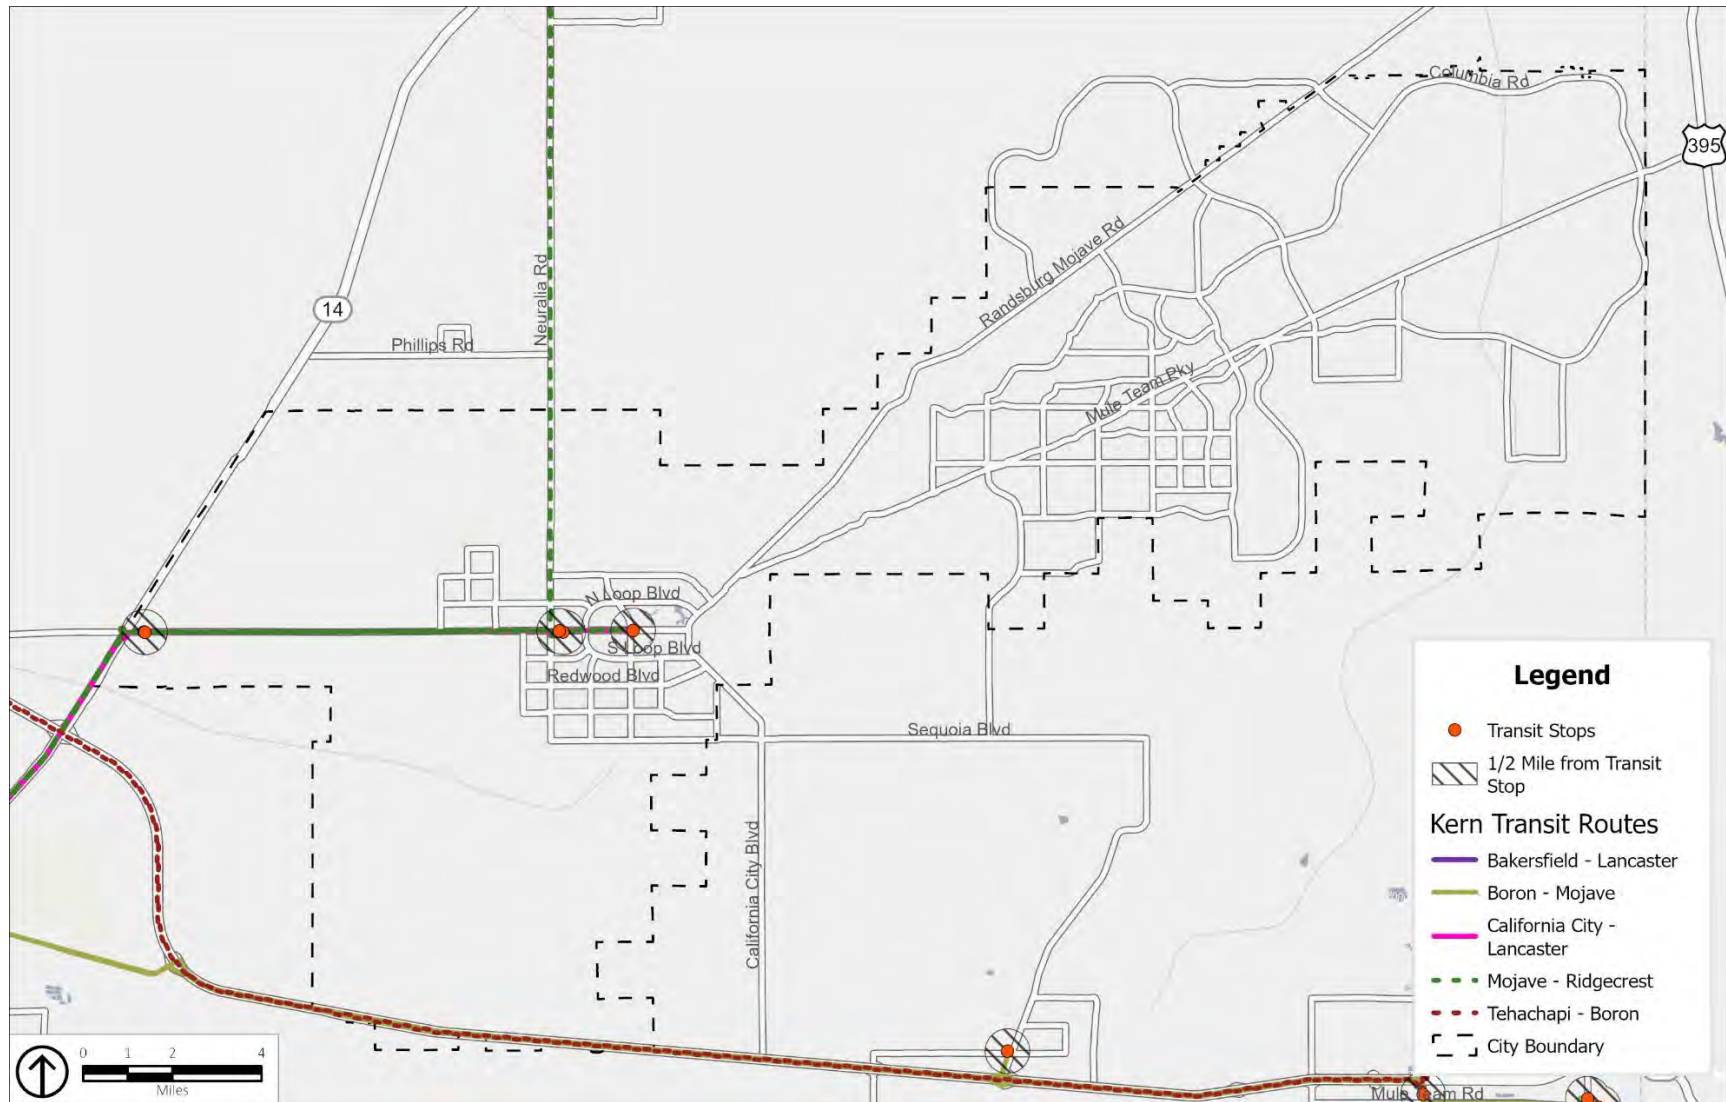 Columbia Rd
395
Randsburg Mojave Rd
Neuralia Rd
14
Phillips Rd
Mule Team Pky
N Loop Blvd
S Loop Blvd
Redwood Blvd
Sequoia Blvd
California City Blvd
Mule Team Rd
Legend
Transit Stops
1/2 Mile from Transit
Stop
Kern Transit Routes
Bakersfield - Lancaster
Boron - Mojave
California City -
Lancaster
Mojave - Ridgecrest
Tehachapi - Boron
City Boundary
0 1 2 4
Miles